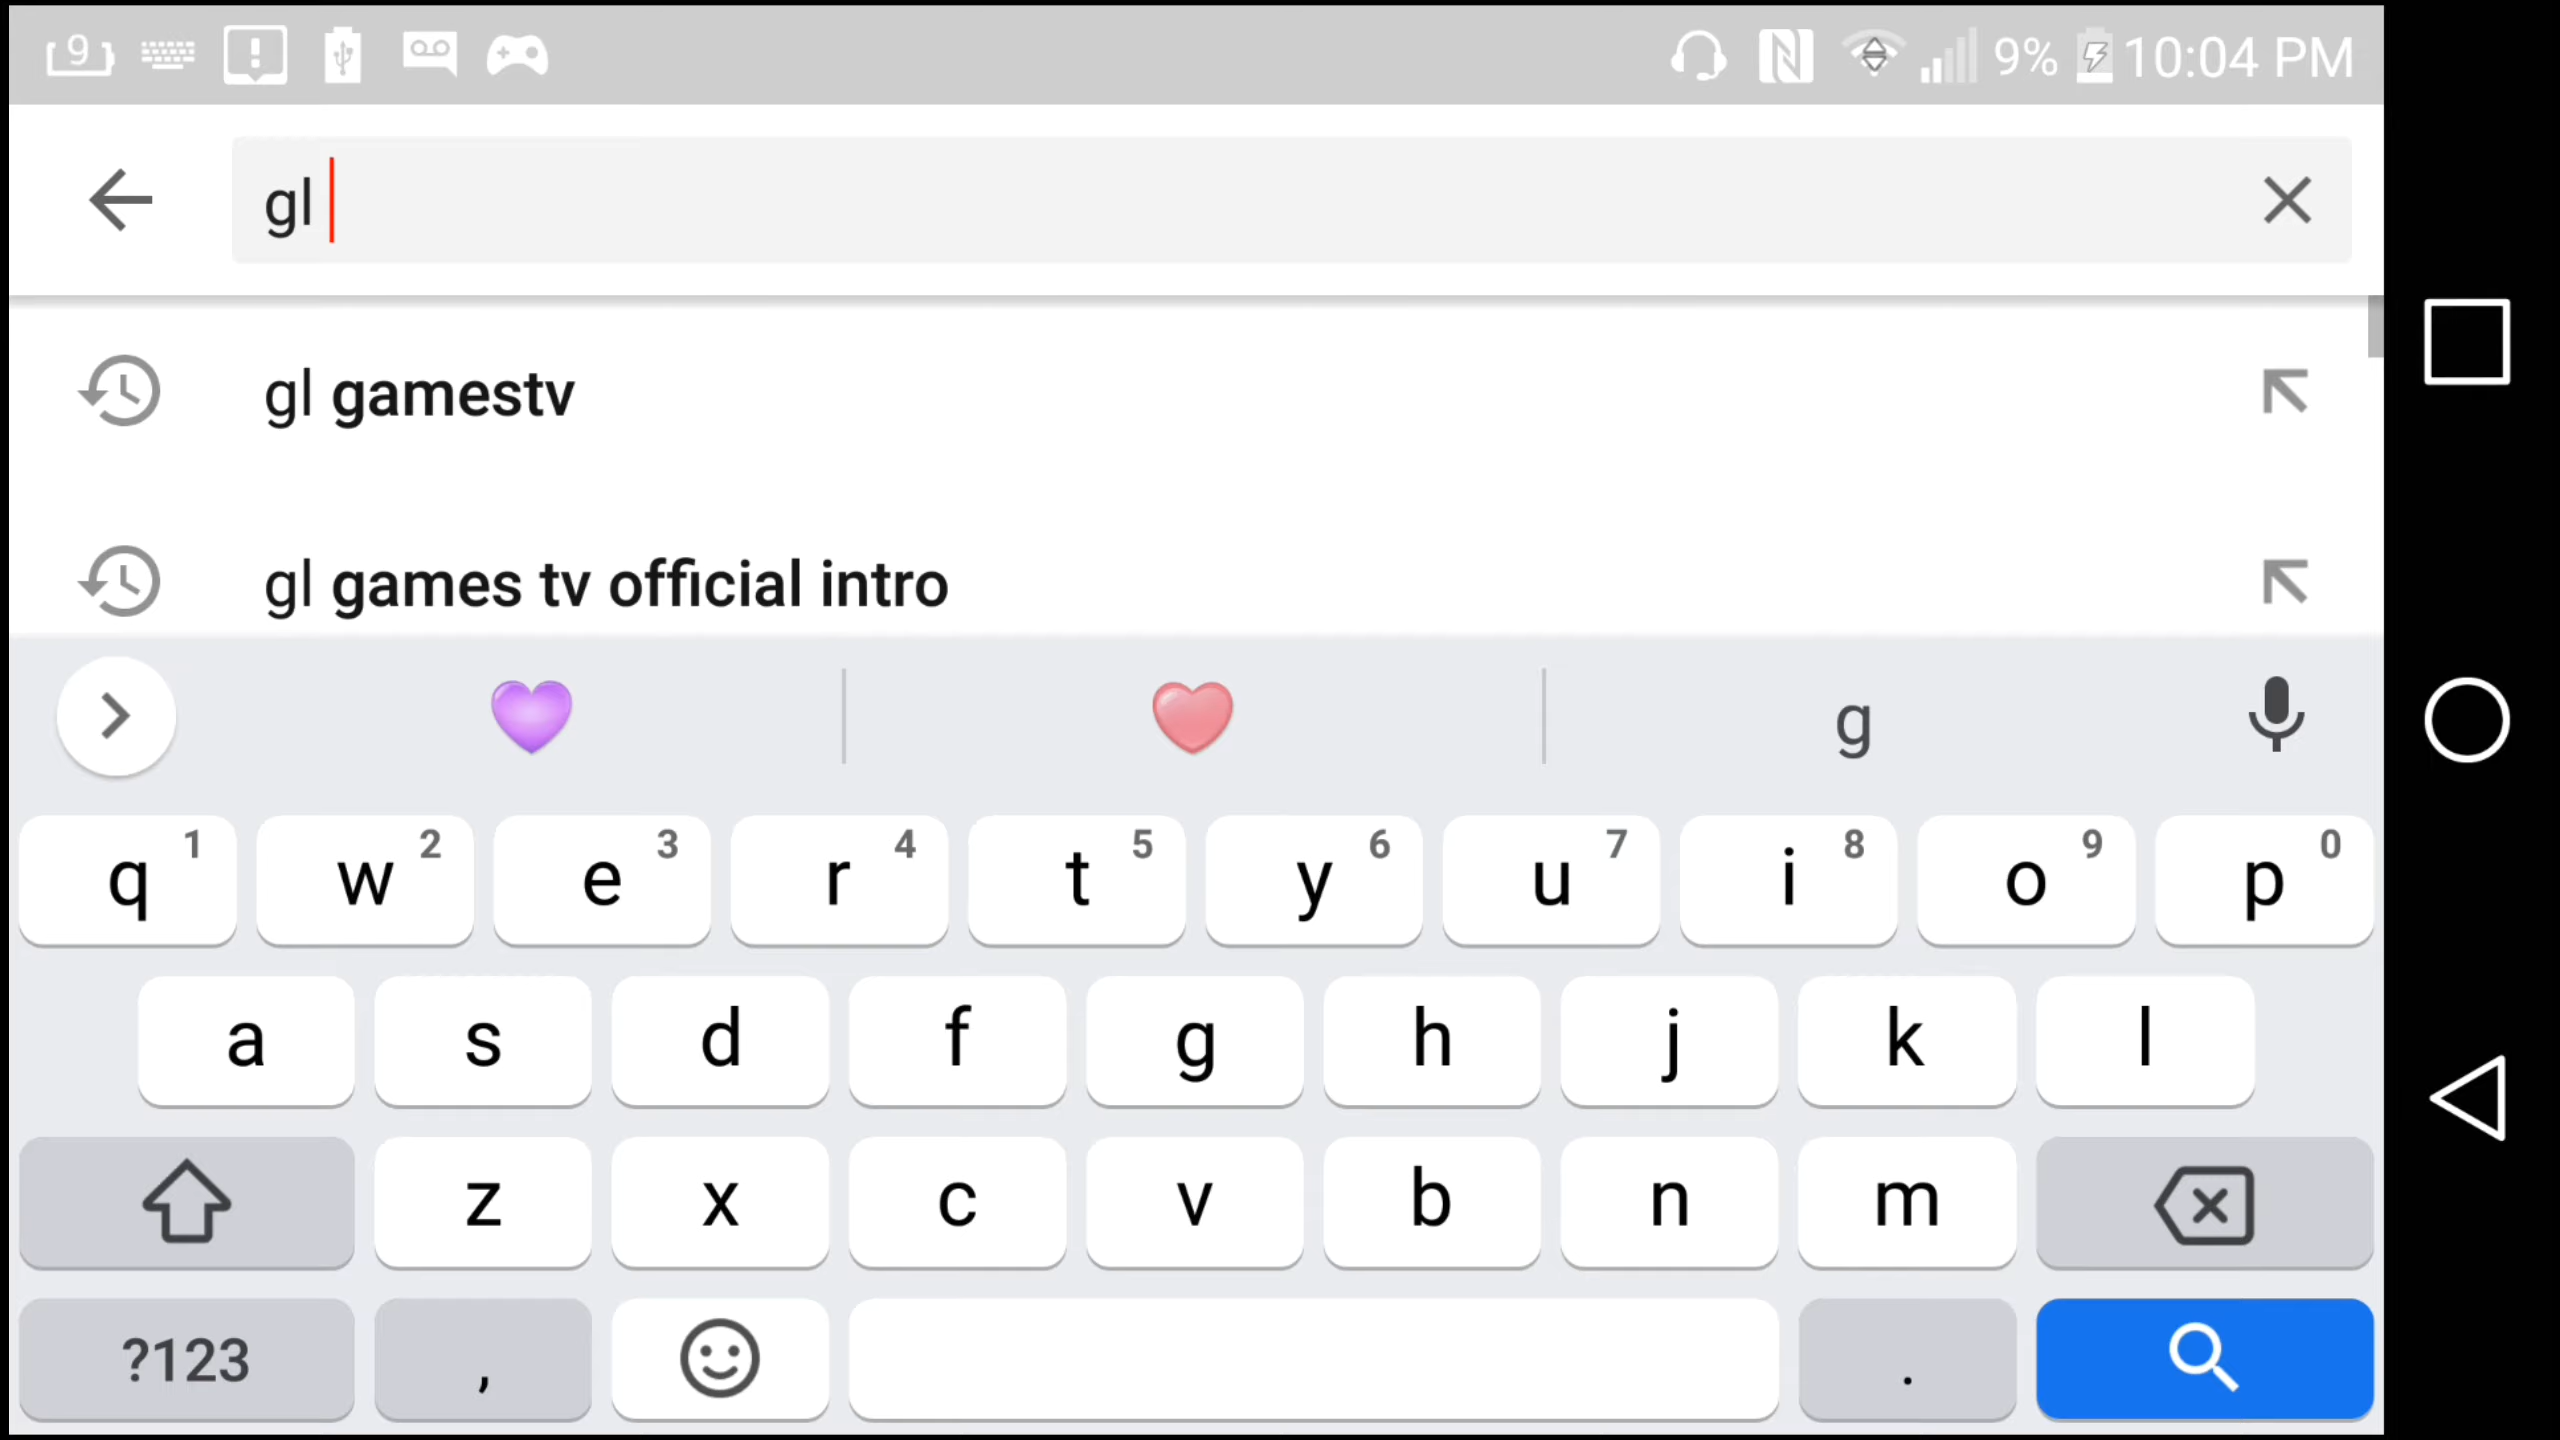 9 9% 10:04 PM
gl
gl gamestv
gl games tv official intro
g
q 1 w 2 e 3 r 4 t 5 y 6 u 7 i 8 o 9 p 0
a s d f g h j k l
z x c v b n m
?123 , .